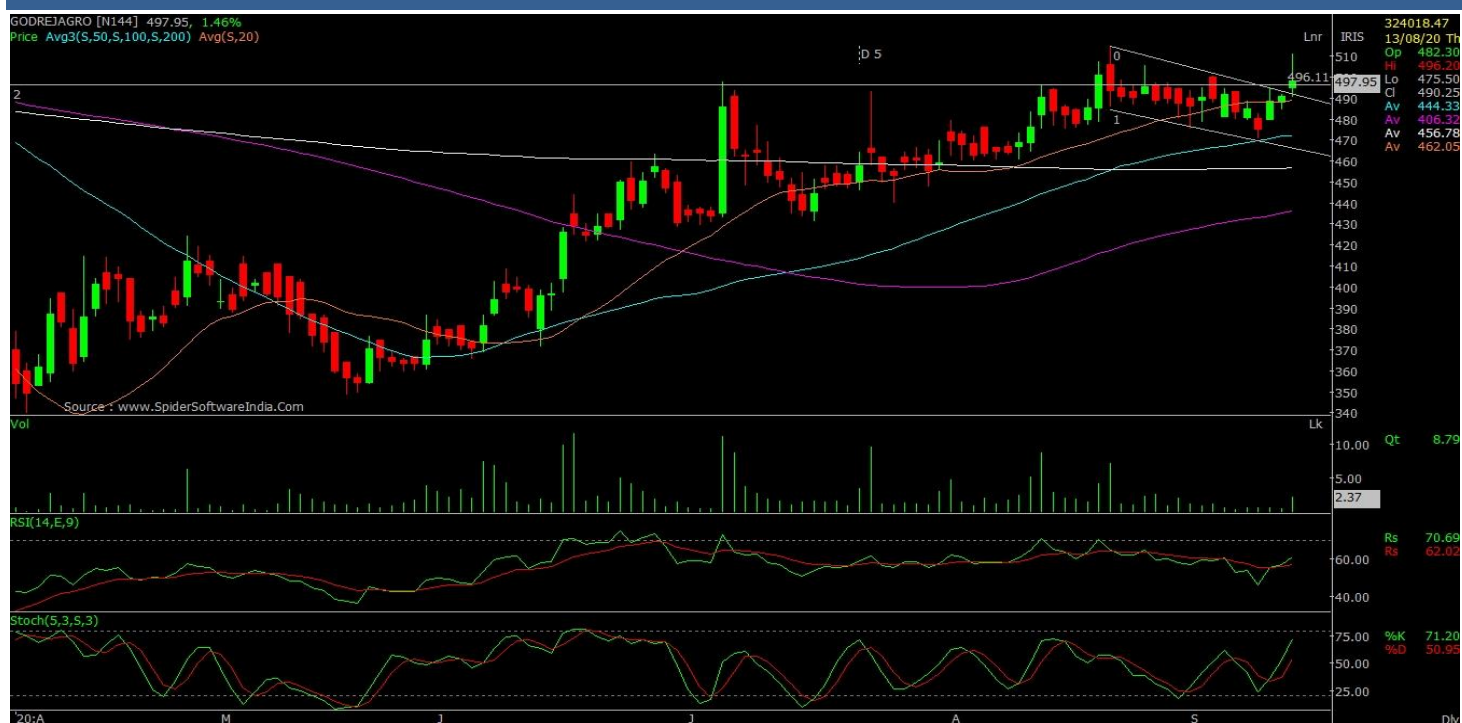 GODREJAGRO [N144] 497.95, 1.46%
Price Avg3(S,50,S,100,S,200) Avg(S,20)
Lnr
IRIS
324018.47
13/08/20 Th
Op 482.30
Hi 496.20
Lo 475.50
Cl 490.25
Av 444.33
Av 406.32
Av 456.78
Av 462.05
D 5
0
1
2
496.11
510
497.95
490
480
470
460
450
440
430
420
410
400
390
380
370
360
350
340
Source : www.SpiderSoftwareIndia.Com
Vol
Lk
10.00
5.00
2.37
Qt 8.79
RSI(14,E,9)
60.00
40.00
Rs 70.69
Rs 62.02
Stoch(5,3,S,3)
75.00
50.00
25.00
%K 71.20
%D 50.95
'20:A M J J A S Dly